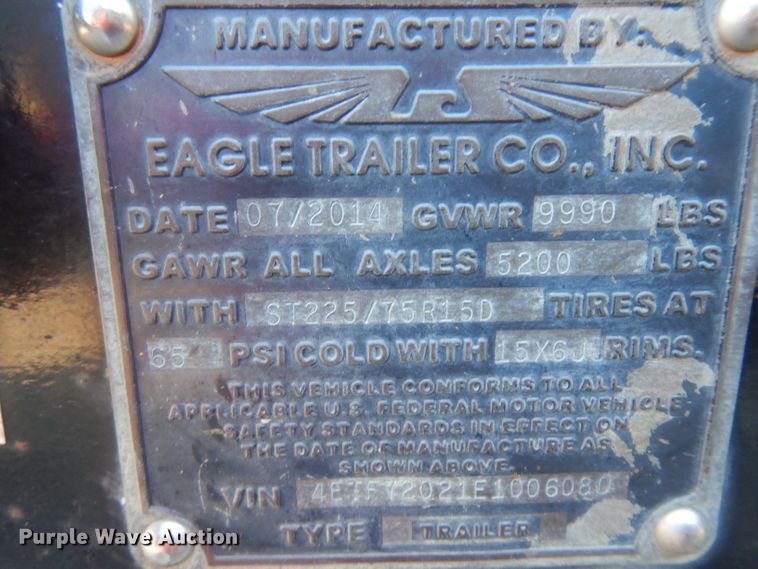 MANUFACTURED BY:
EAGLE TRAILER CO., INC.
DATE 07/2014 GVWR 9990 LBS
GAWR ALL AXLES 5200 LBS
WITH ST225/75R15D TIRES AT
65 PSI COLD WITH 15X6JJ RIMS.
THIS VEHICLE CONFORMS TO ALL
APPLICABLE U.S. FEDERAL MOTOR VEHICLE
SAFETY STANDARDS IN EFFECT ON
THE DATE OF MANUFACTURE AS
SHOWN ABOVE.
VIN
TYPE TRAILER
Purple Wave Auction